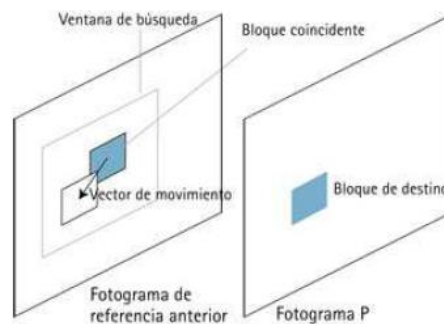 Ventana de búsqueda
Bloque coincidente
Vector de movimiento
Bloque de destino
Fotograma de
referencia anterior
Fotograma P